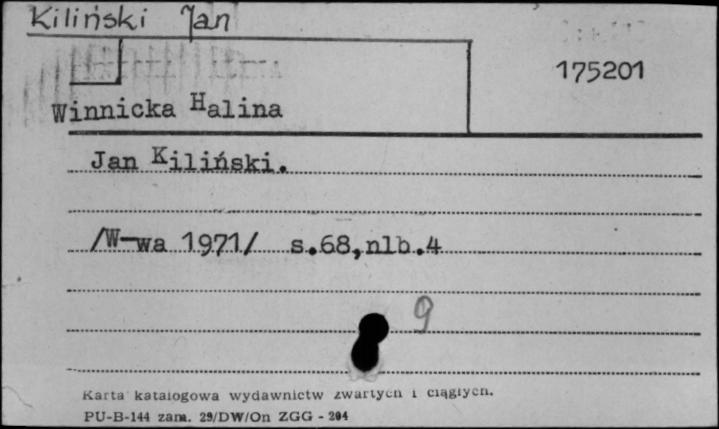 Kiliński Jan
175201
Winnicka Halina
Jan Kiliński.
/W-wa 1971/ s.68,nlb.4
9
Karta katalogowa wydawnictw zwartych i ciągłych.
PU-B-144 zam. 29/DW/On ZGG - 204